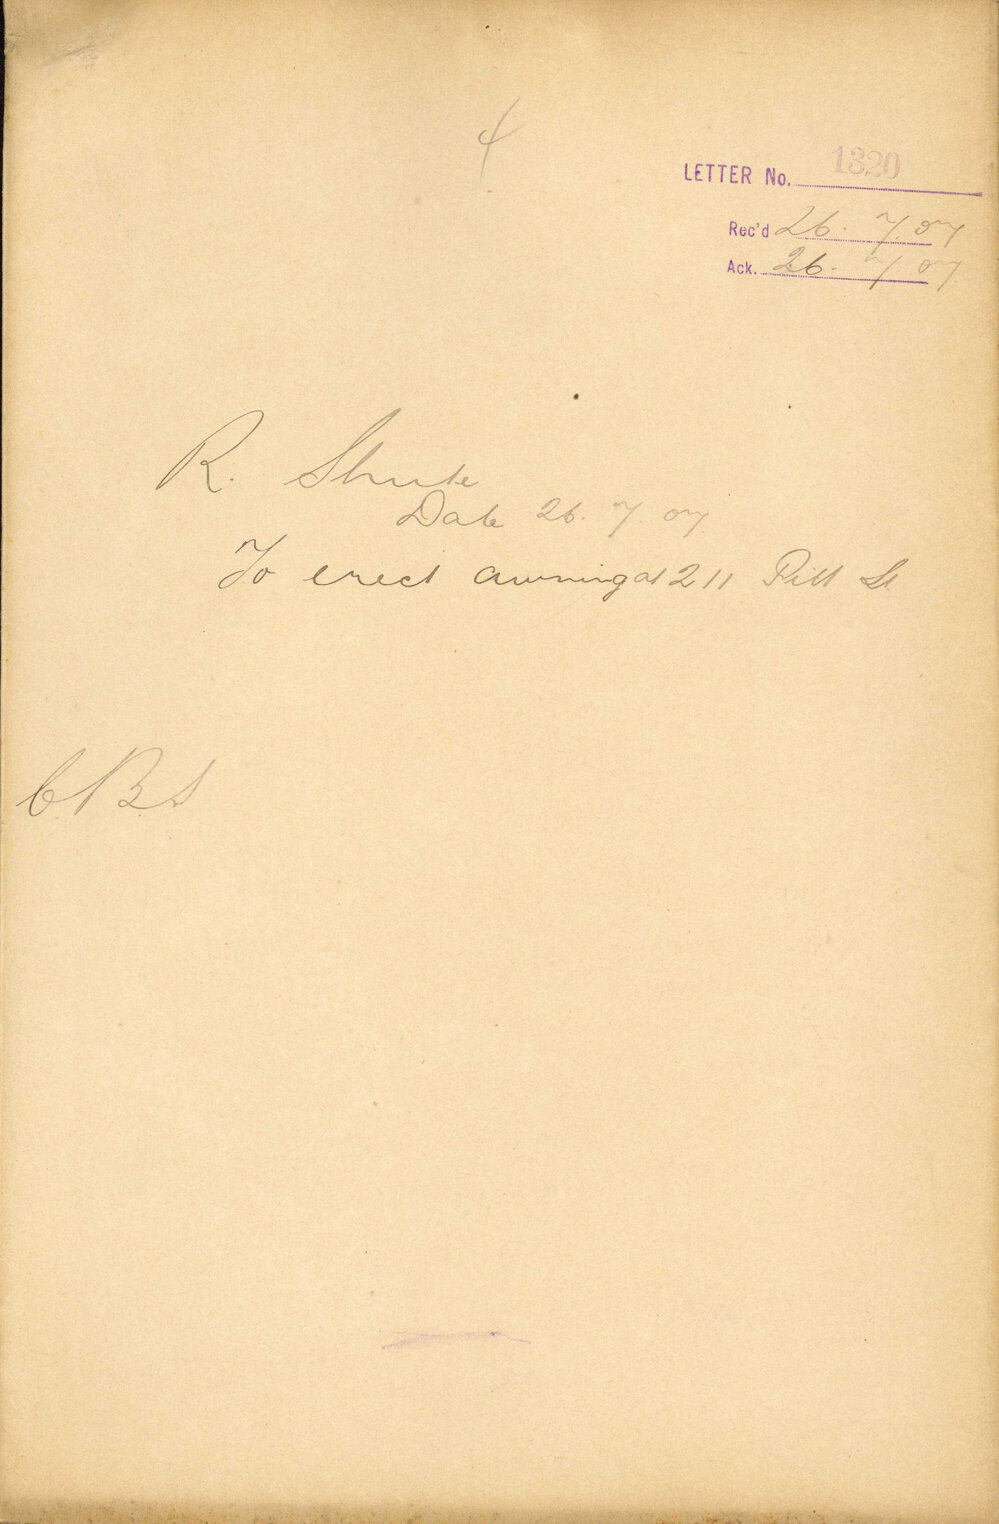 4
LETTER No. 1320
Rec'd 26. 7. 07
Ack. 26. 7. 07
R. Shute
Date 26. 7. 07
To erect awning at 211 Pitt St
C.B.S